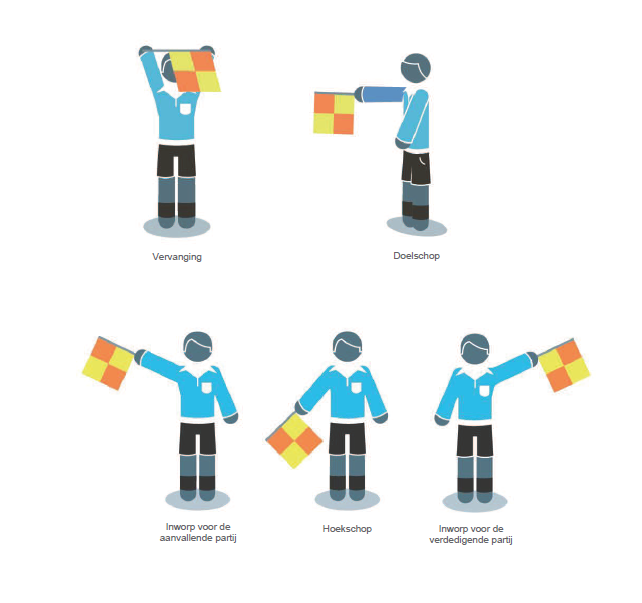 Vervanging
Doelschop
Inworp voor de
aanvallende partij
Hoekschop
Inworp voor de
verdedigende partij